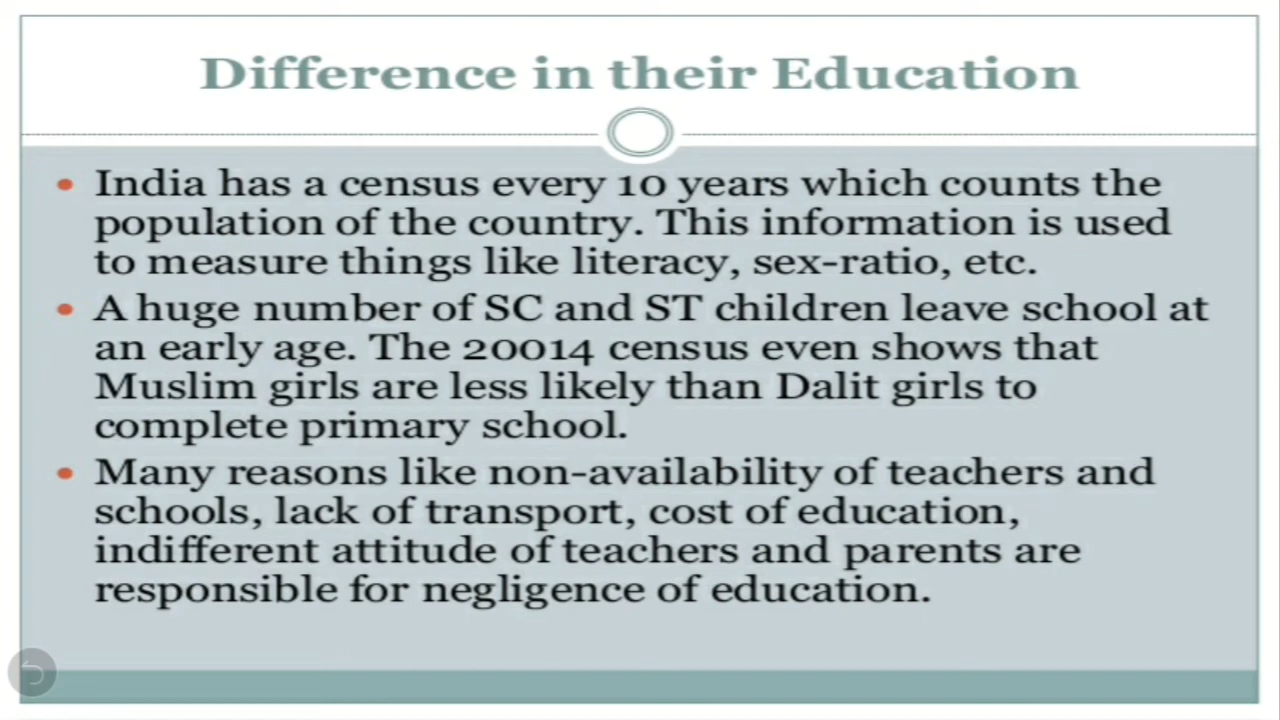 Difference in their Education
• India has a census every 10 years which counts the
population of the country. This information is used
to measure things like literacy, sex-ratio, etc.
• A huge number of SC and ST children leave school at
an early age. The 20014 census even shows that
Muslim girls are less likely than Dalit girls to
complete primary school.
• Many reasons like non-availability of teachers and
schools, lack of transport, cost of education,
indifferent attitude of teachers and parents are
responsible for negligence of education.